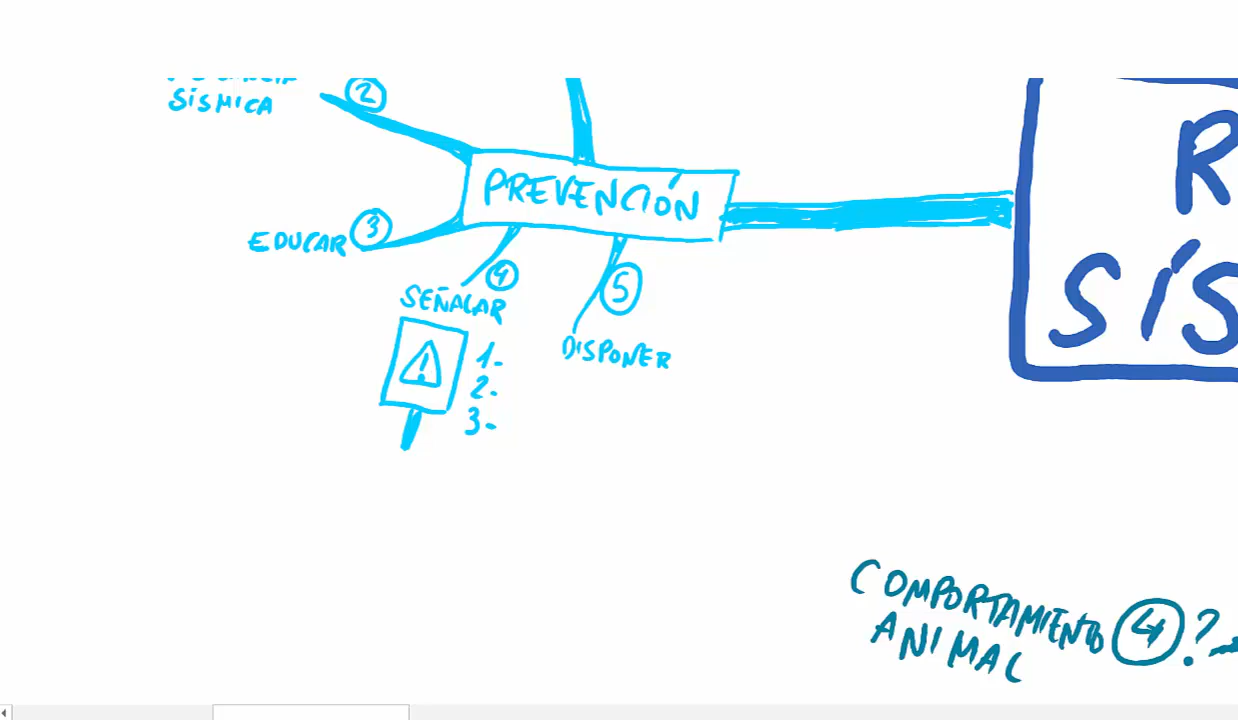 SÍSMICA
2
PREVENCIÓN
EDUCAR 3
4
SEÑALAR
5
DISPONER
!
1-
2-
3-
R
SÍS
COMPORTAMIENTO 4 ?
ANIMAL